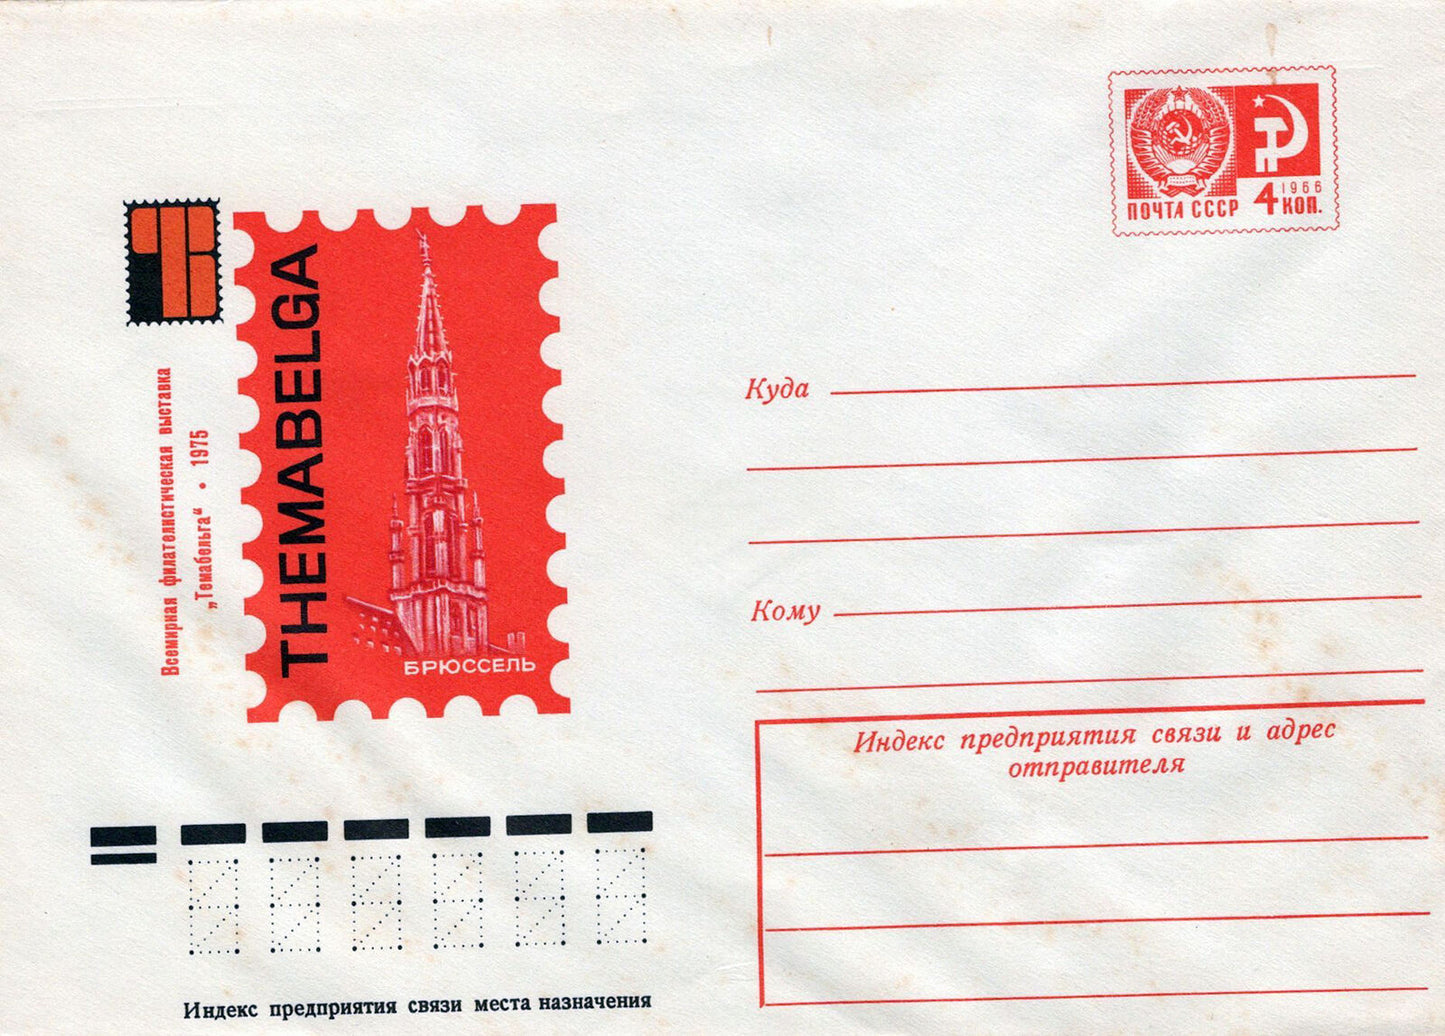 ПОЧТА СССР
1966
4 КОП.
Всемирная филателистическая выставка
„Темабельга“ • 1975
THEMABELGA
БРЮССЕЛЬ
Куда
Кому
Индекс предприятия связи и адрес
отправителя
Индекс предприятия связи места назначения